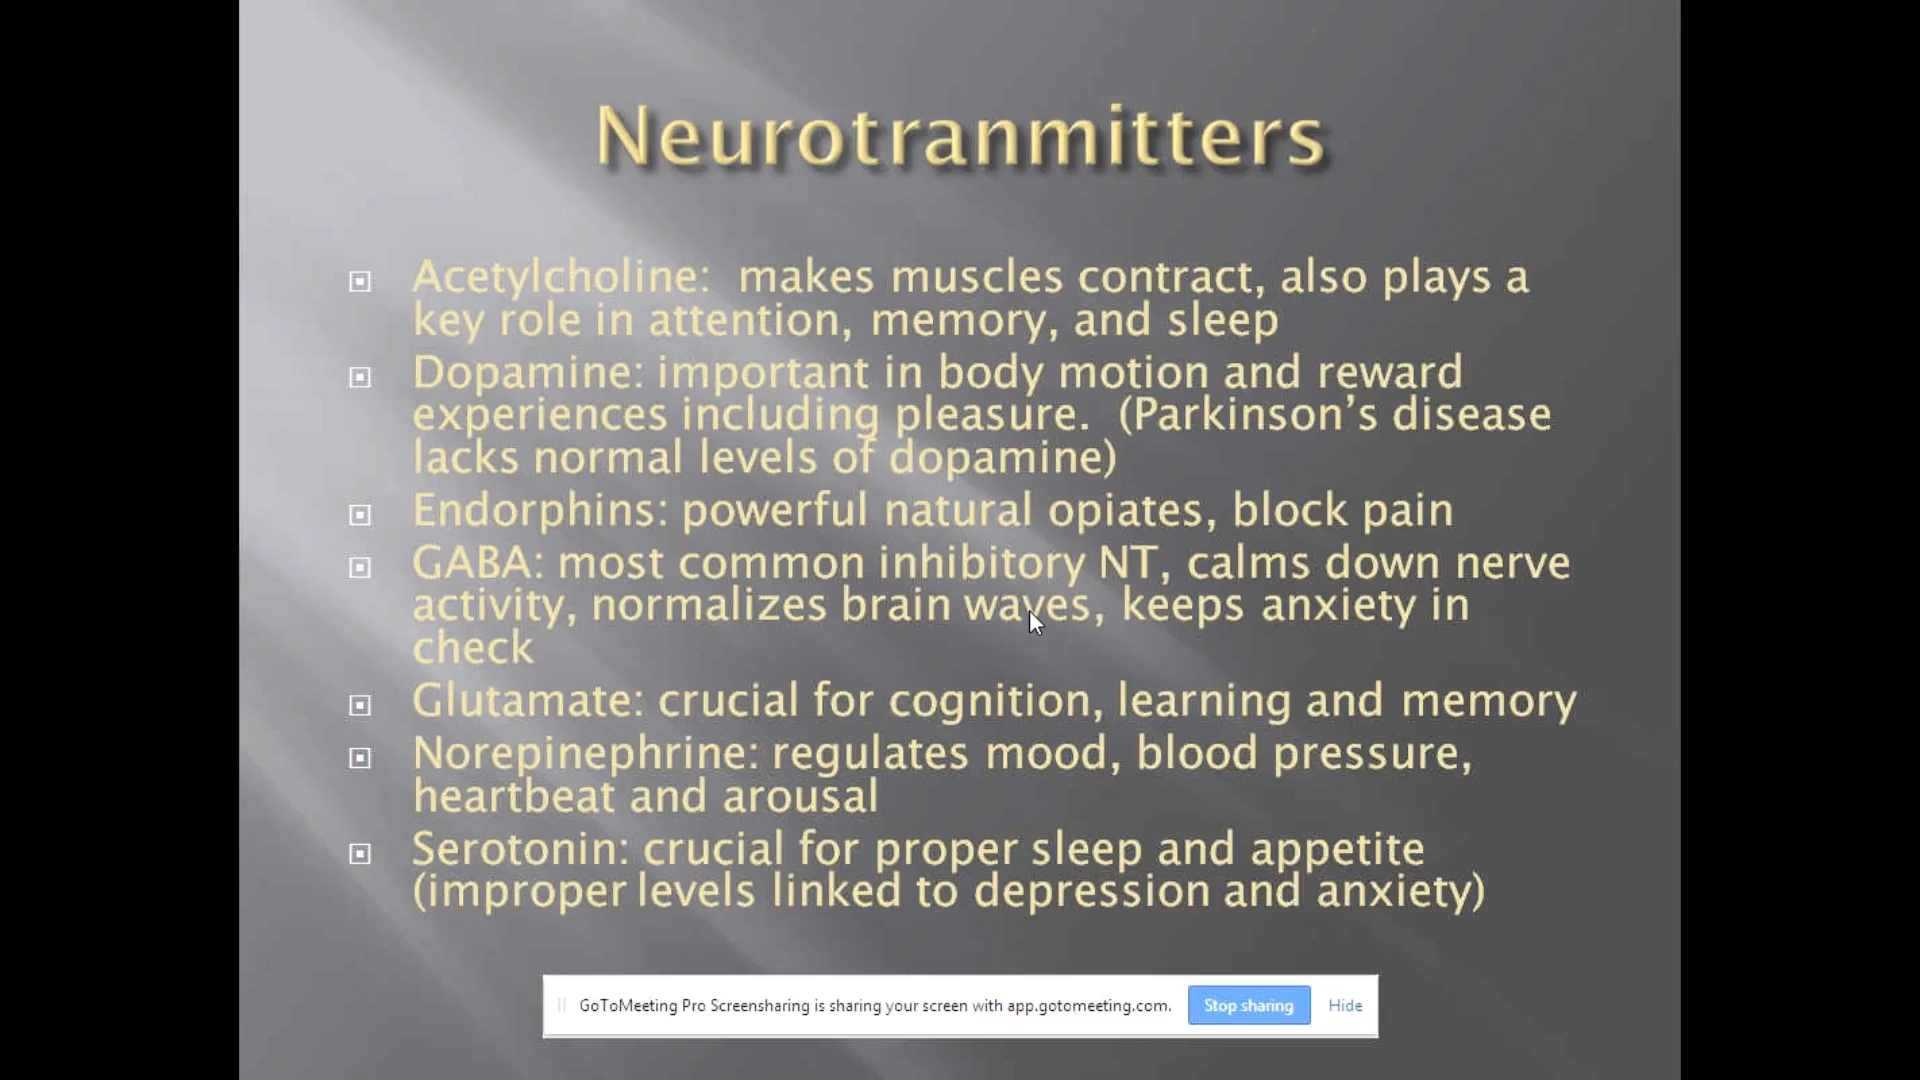 Neurotranmitters
Acetylcholine:  makes muscles contract, also plays a
key role in attention, memory, and sleep
Dopamine: important in body motion and reward
experiences including pleasure.  (Parkinson’s disease
lacks normal levels of dopamine)
Endorphins: powerful natural opiates, block pain
GABA: most common inhibitory NT, calms down nerve
activity, normalizes brain waves, keeps anxiety in
check
Glutamate: crucial for cognition, learning and memory
Norepinephrine: regulates mood, blood pressure,
heartbeat and arousal
Serotonin: crucial for proper sleep and appetite
(improper levels linked to depression and anxiety)
GoToMeeting Pro Screensharing is sharing your screen with app.gotomeeting.com. Stop sharing Hide